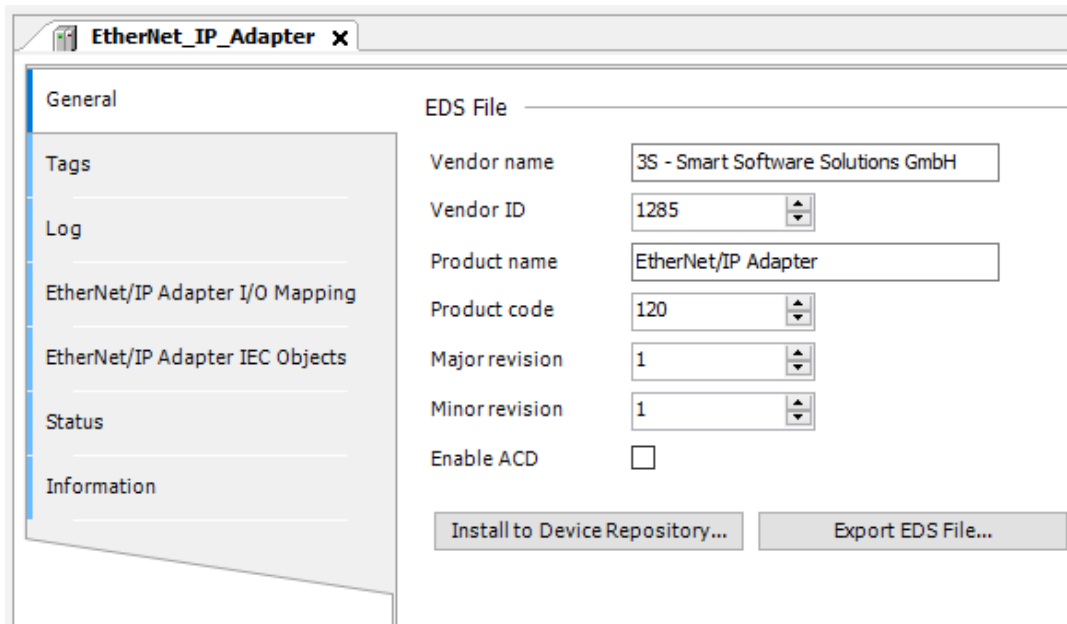 EtherNet_IP_Adapter
General
Tags
Log
EtherNet/IP Adapter I/O Mapping
EtherNet/IP Adapter IEC Objects
Status
Information
EDS File
Vendor name 3S - Smart Software Solutions GmbH
Vendor ID 1285
Product name EtherNet/IP Adapter
Product code 120
Major revision 1
Minor revision 1
Enable ACD
Install to Device Repository... Export EDS File...